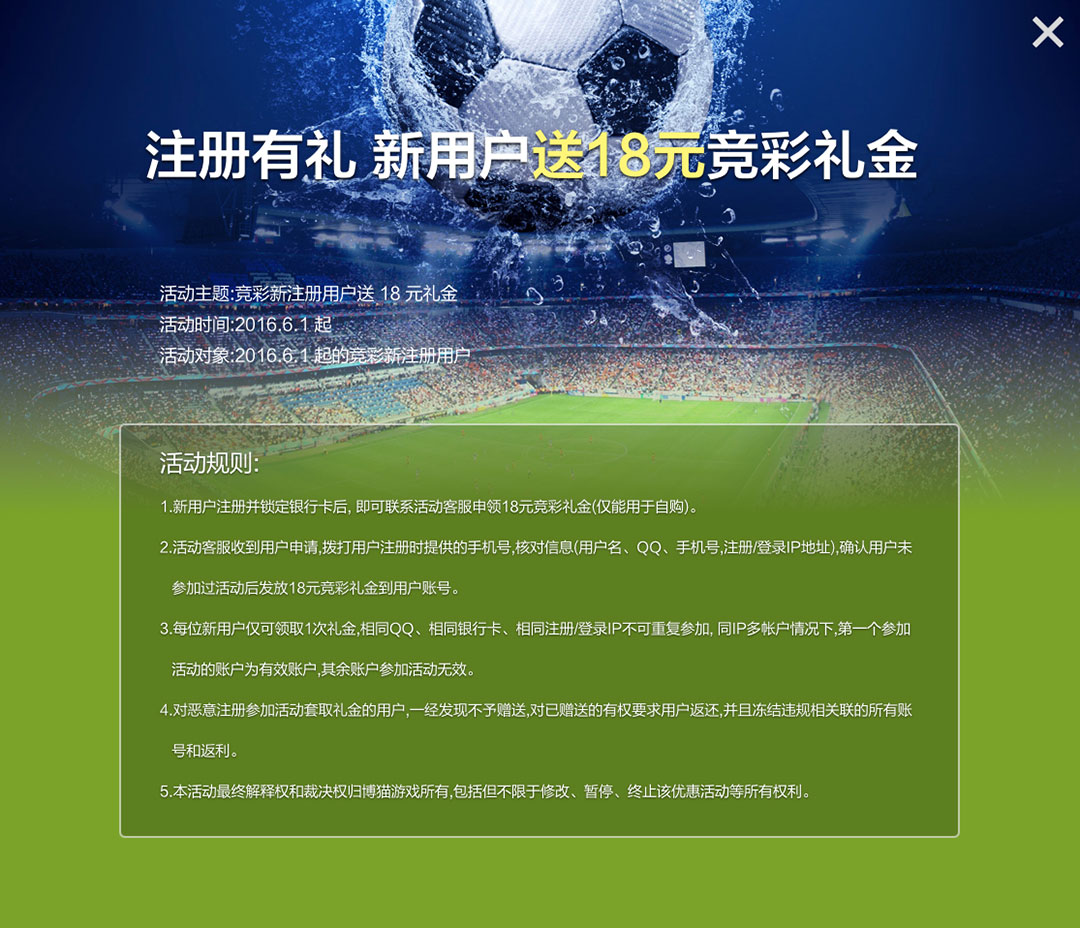 注册有礼 新用户送18元竞彩礼金
活动主题:竞彩新注册用户送 18 元礼金
活动时间:2016.6.1 起
活动对象:2016.6.1 起的竞彩新注册用户
活动规则:
1.新用户注册并锁定银行卡后, 即可联系活动客服申领18元竞彩礼金(仅能用于自购)。
2.活动客服收到用户申请,拨打用户注册时提供的手机号,核对信息(用户名、QQ、手机号,注册/登录IP地址),确认用户未
参加过活动后发放18元竞彩礼金到用户账号。
3.每位新用户仅可领取1次礼金,相同QQ、相同银行卡、相同注册/登录IP不可重复参加, 同IP多帐户情况下,第一个参加
活动的账户为有效账户,其余账户参加活动无效。
4.对恶意注册参加活动套取礼金的用户,一经发现不予赠送,对已赠送的有权要求用户返还,并且冻结违规相关联的所有账
号和返利。
5.本活动最终解释权和裁决权归博猫游戏所有,包括但不限于修改、暂停、终止该优惠活动等所有权利。